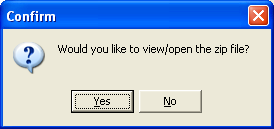 Confirm
Would you like to view/open the zip file?
Yes No